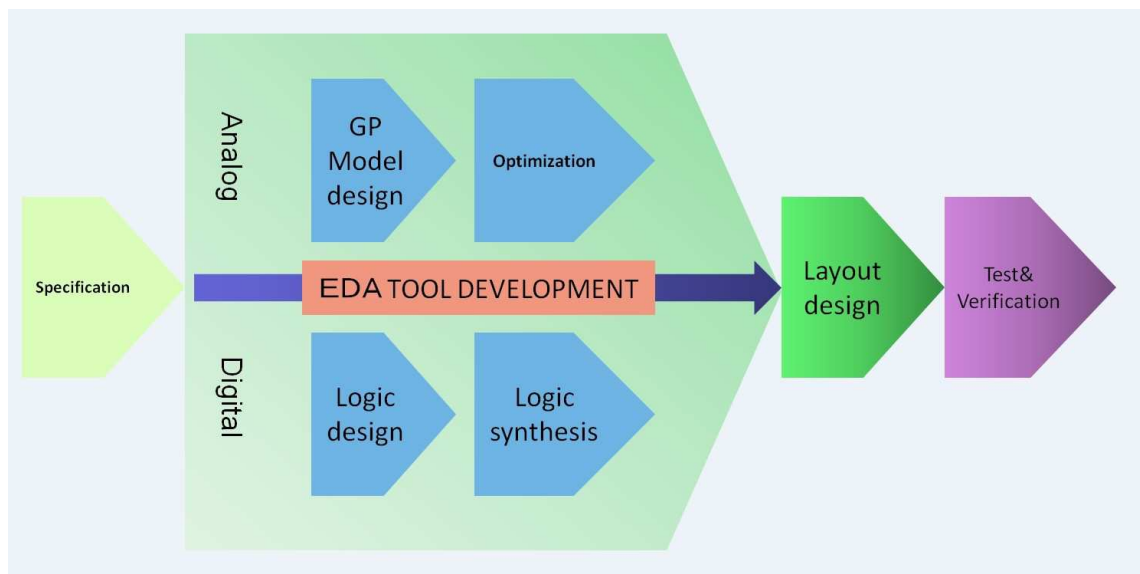 Specification
Analog
GP
Model
design
Optimization
EDA TOOL DEVELOPMENT
Digital
Logic
design
Logic
synthesis
Layout
design
Test&
Verification